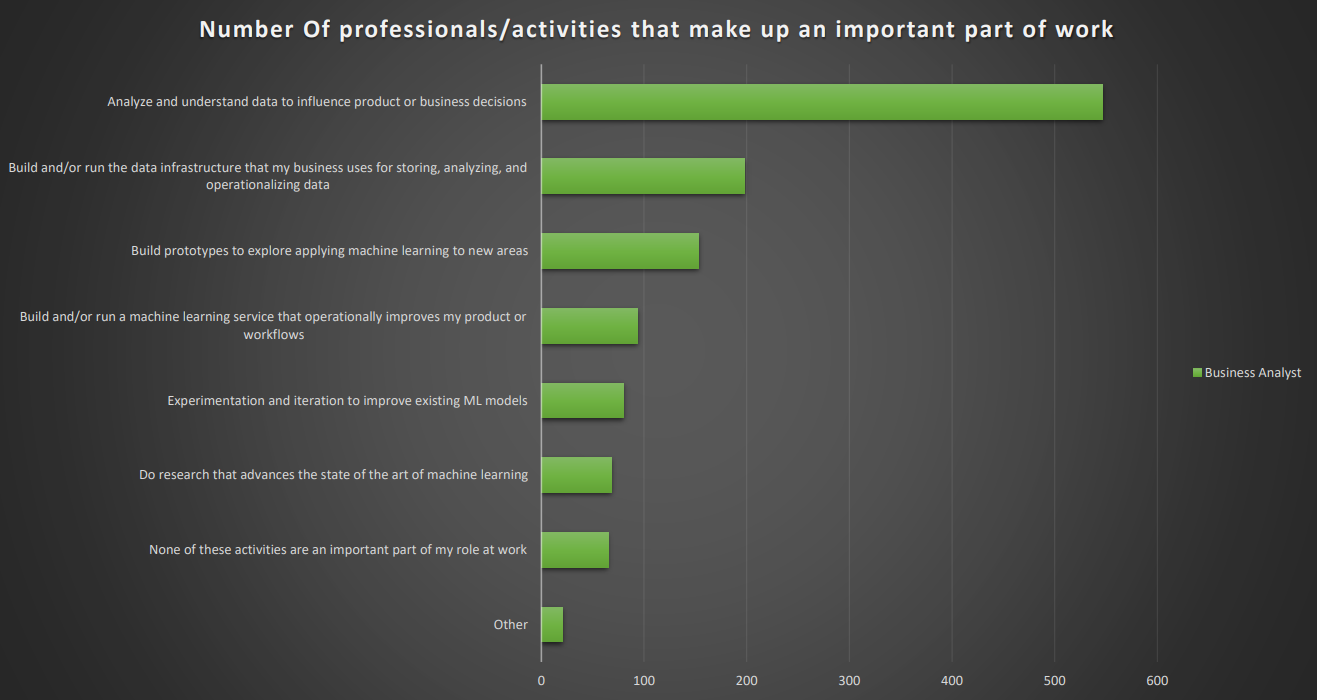 Number Of professionals/activities that make up an important part of work
Analyze and understand data to influence product or business decisions
Build and/or run the data infrastructure that my business uses for storing, analyzing, and
operationalizing data
Build prototypes to explore applying machine learning to new areas
Build and/or run a machine learning service that operationally improves my product or
workflows
Experimentation and iteration to improve existing ML models
Do research that advances the state of the art of machine learning
None of these activities are an important part of my role at work
Other
0 100 200 300 400 500 600
Business Analyst